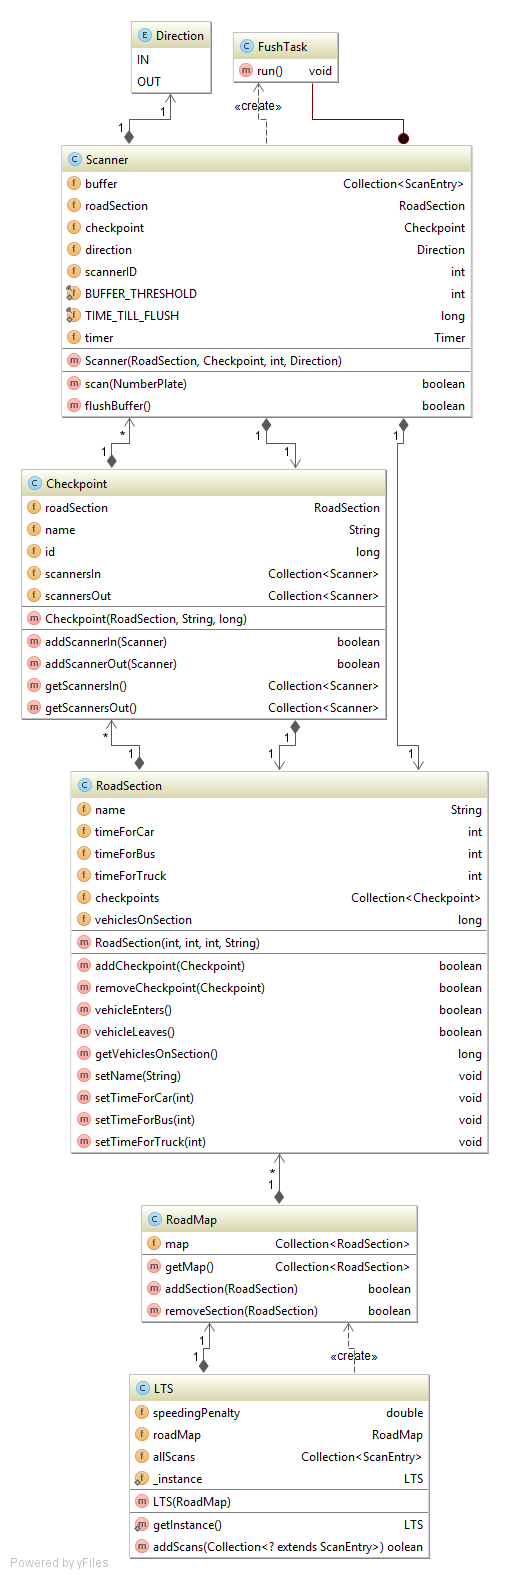 E Direction
IN
OUT
C FushTask
m run() void
«create»
1
1
C Scanner
f buffer Collection<ScanEntry>
f roadSection RoadSection
f checkpoint Checkpoint
f direction Direction
f scannerID int
f BUFFER_THRESHOLD int
f TIME_TILL_FLUSH long
f timer Timer
m Scanner(RoadSection, Checkpoint, int, Direction)
m scan(NumberPlate) boolean
m flushBuffer() boolean
* 1 1
1 1
C Checkpoint
f roadSection RoadSection
f name String
f id long
f scannersIn Collection<Scanner>
f scannersOut Collection<Scanner>
m Checkpoint(RoadSection, String, long)
m addScannerIn(Scanner) boolean
m addScannerOut(Scanner) boolean
m getScannersIn() Collection<Scanner>
m getScannersOut() Collection<Scanner>
* 1
1 1 1
C RoadSection
f name String
f timeForCar int
f timeForBus int
f timeForTruck int
f checkpoints Collection<Checkpoint>
f vehiclesOnSection long
m RoadSection(int, int, int, String)
m addCheckpoint(Checkpoint) boolean
m removeCheckpoint(Checkpoint) boolean
m vehicleEnters() boolean
m vehicleLeaves() boolean
m getVehiclesOnSection() long
m setName(String) void
m setTimeForCar(int) void
m setTimeForBus(int) void
m setTimeForTruck(int) void
*
1
C RoadMap
f map Collection<RoadSection>
m getMap() Collection<RoadSection>
m addSection(RoadSection) boolean
m removeSection(RoadSection) boolean
1
1 «create»
C LTS
f speedingPenalty double
f roadMap RoadMap
f allScans Collection<ScanEntry>
f _instance LTS
m LTS(RoadMap)
m getInstance() LTS
m addScans(Collection<? extends ScanEntry>) oolean
Powered by yFiles